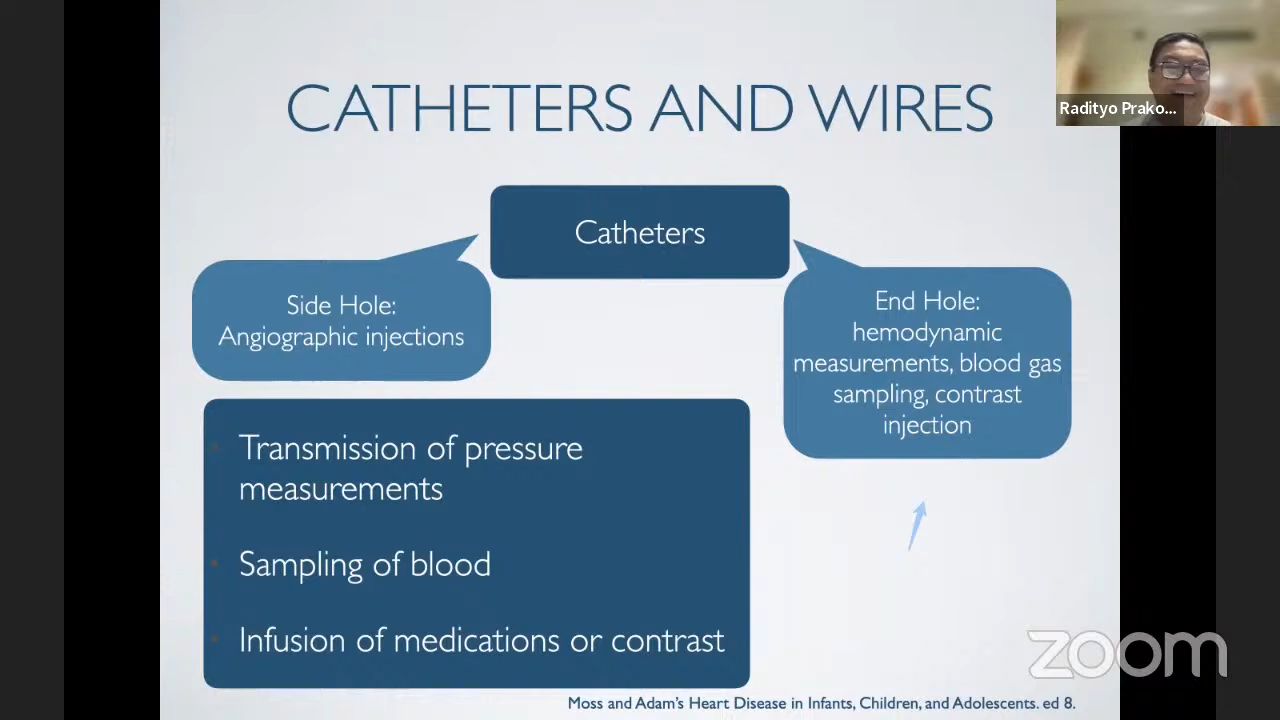 CATHETERS AND WIRES
Radityo Prako...
Catheters
Side Hole:
Angiographic injections
End Hole:
hemodynamic
measurements, blood gas
sampling, contrast
injection
Transmission of pressure
measurements
Sampling of blood
Infusion of medications or contrast
zoom
Moss and Adam's Heart Disease in Infants, Children, and Adolescents. ed 8.